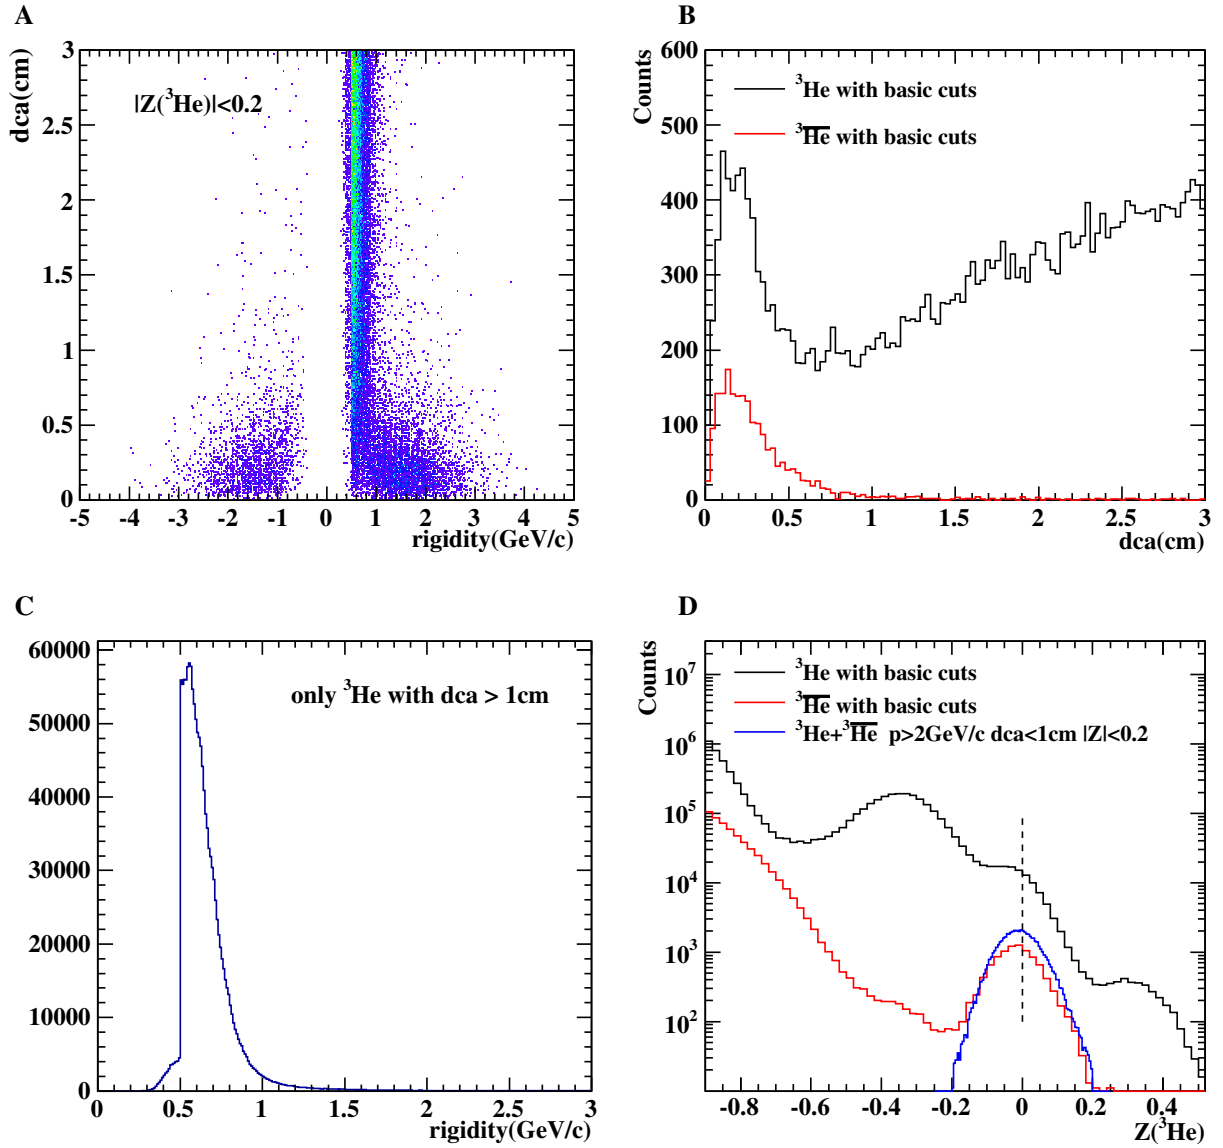 A
dca(cm)
|Z(³He)|<0.2
3
2.5
2
1.5
1
0.5
0
-5 -4 -3 -2 -1 0 1 2 3 4 5
rigidity(GeV/c)
B
Counts
³He with basic cuts
³H̅e̅ with basic cuts
600
500
400
300
200
100
0
0 0.5 1 1.5 2 2.5 3
dca(cm)
C
only ³He with dca > 1cm
60000
50000
40000
30000
20000
10000
0
0 0.5 1 1.5 2 2.5 3
rigidity(GeV/c)
D
Counts
³He with basic cuts
³H̅e̅ with basic cuts
³He+³H̅e̅ p>2GeV/c dca<1cm |Z|<0.2
10⁷
10⁶
10⁵
10⁴
10³
10²
-0.8 -0.6 -0.4 -0.2 0 0.2 0.4
Z(³He)